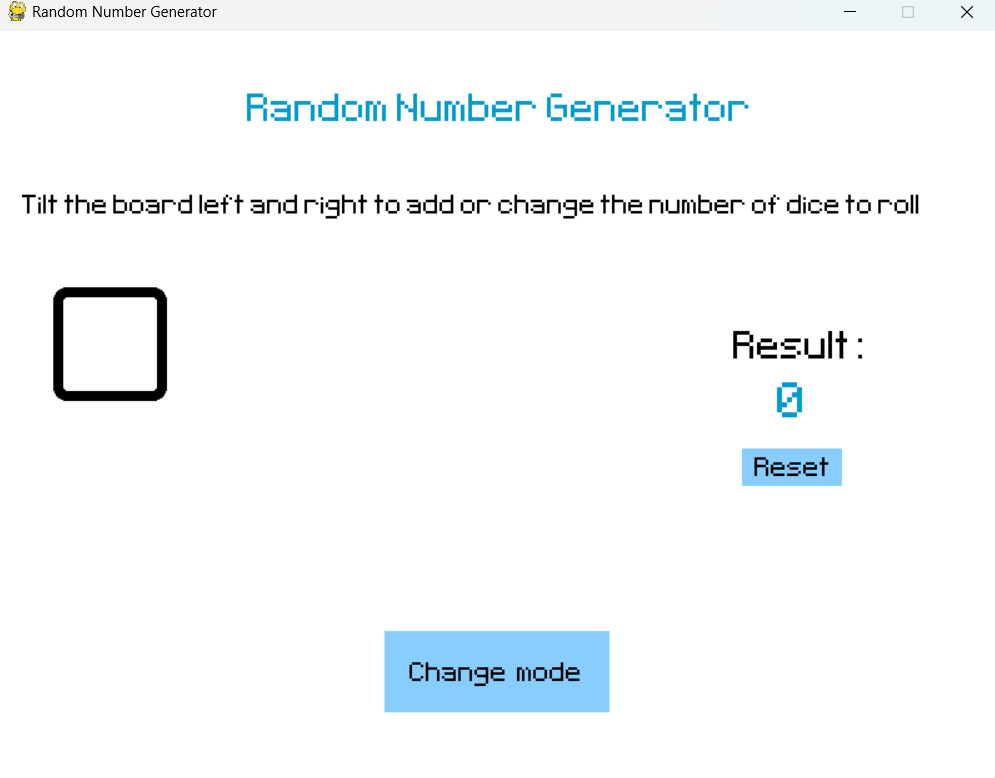 Random Number Generator
Random Number Generator
Tilt the board left and right to add or change the number of dice to roll
Result :
0
Reset
Change mode